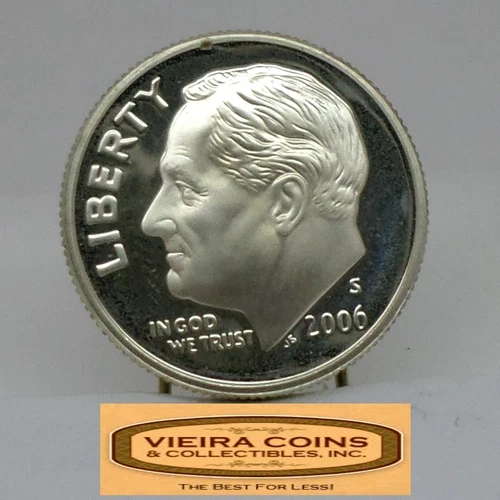 LIBERTY
IN GOD
WE TRUST
JS
S
2006
VIEIRA COINS
& COLLECTIBLES, INC.
THE BEST FOR LESS!